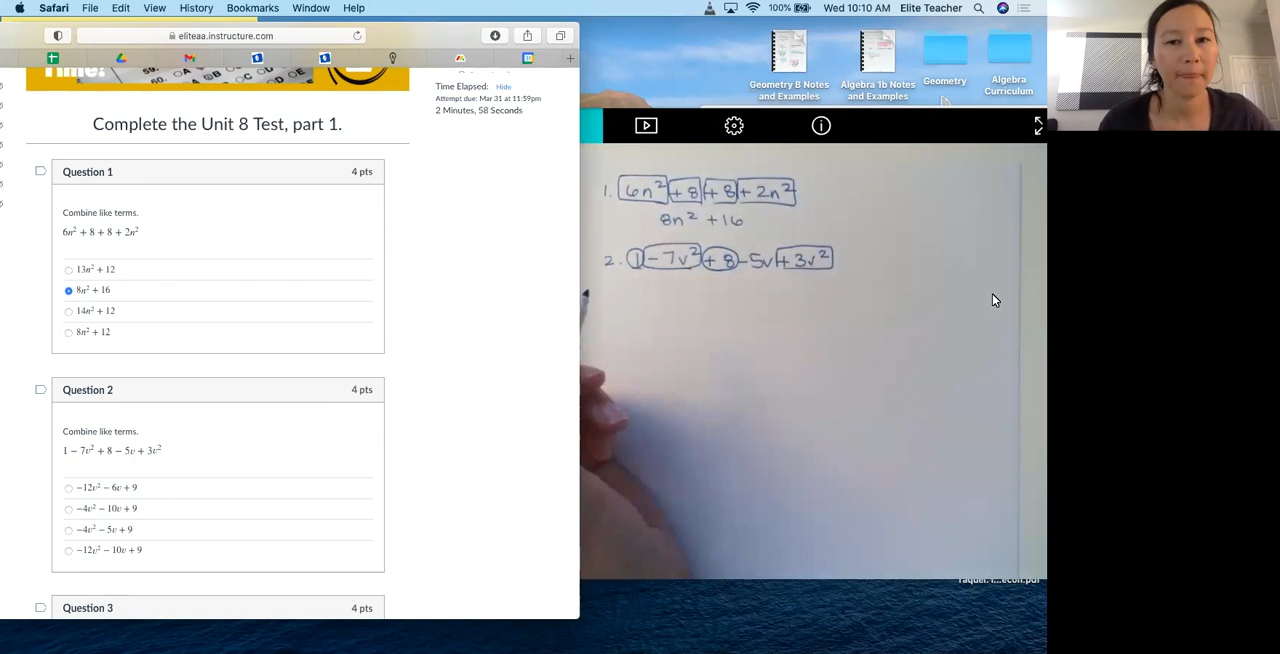 Safari File Edit View History Bookmarks Window Help 100% Wed 10:10 AM Elite Teacher
eliteaa.instructure.com
Time!
Time Elapsed: Hide
Attempt due: Mar 31 at 11:59pm
2 Minutes, 58 Seconds
Complete the Unit 8 Test, part 1.
Question 1 4 pts
Combine like terms.
6n² + 8 + 8 + 2n²
13n² + 12
8n² + 16
14n² + 12
8n² + 12
Question 2 4 pts
Combine like terms.
1 − 7v² + 8 − 5v + 3v²
−12v² − 6v + 9
−4v² − 10v + 9
−4v² − 5v + 9
−12v² − 10v + 9
Question 3 4 pts
Geometry B Notes and Examples
Algebra 1b Notes and Examples
Geometry
Algebra Curriculum
1. 6n² + 8 + 8 + 2n²
8n² + 16
2. 1 − 7v² + 8 − 5v + 3v²